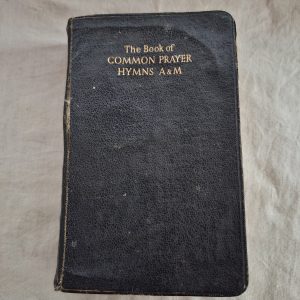 The Book of
COMMON PRAYER
HYMNS A & M